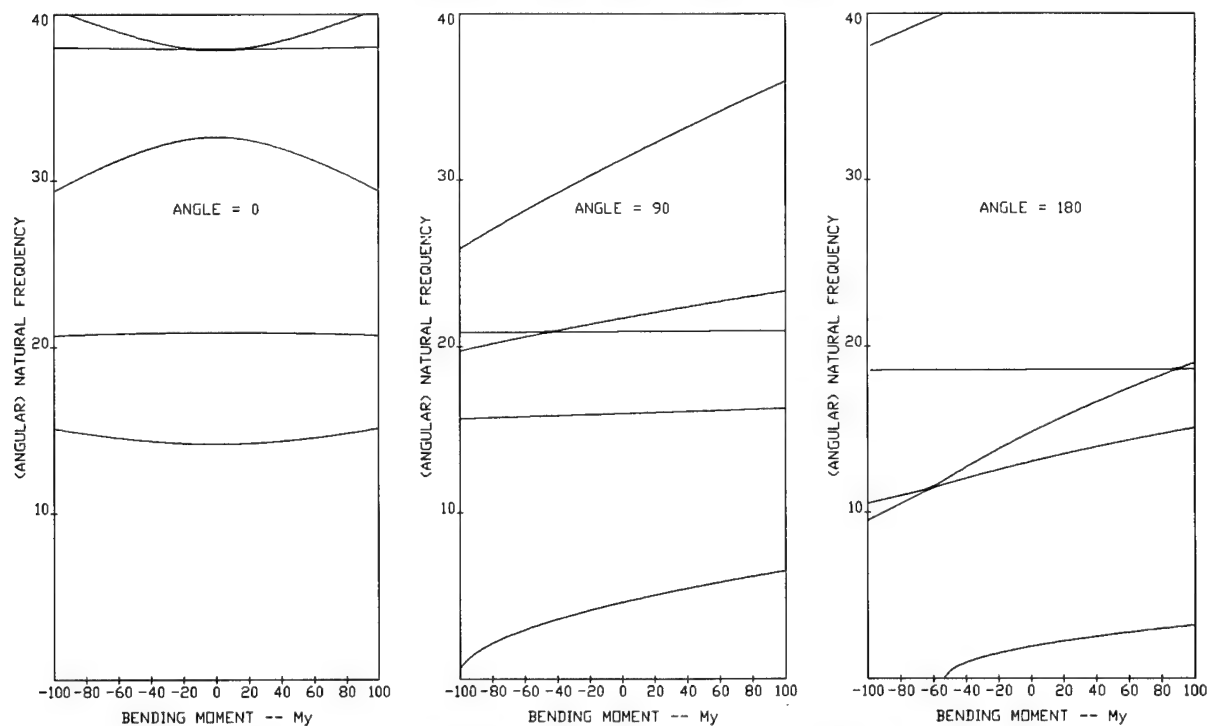 40
30
20
10
(ANGULAR) NATURAL FREQUENCY
ANGLE = 0
-100 -80 -60 -40 -20 0 20 40 60 80 100
BENDING MOMENT -- My
40
30
20
10
(ANGULAR) NATURAL FREQUENCY
ANGLE = 90
-100 -80 -60 -40 -20 0 20 40 60 80 100
BENDING MOMENT -- My
40
30
20
10
(ANGULAR) NATURAL FREQUENCY
ANGLE = 180
-100 -80 -60 -40 -20 0 20 40 60 80 100
BENDING MOMENT -- My